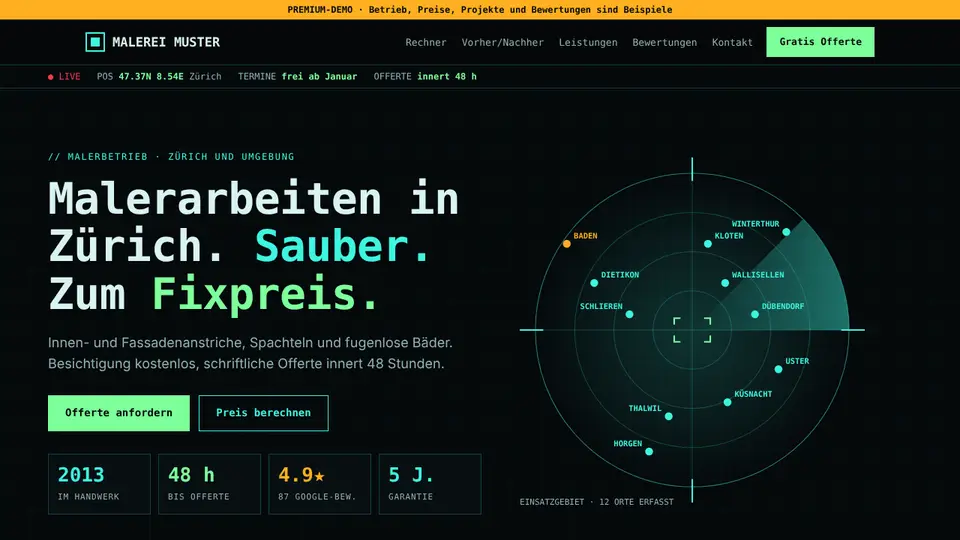 PREMIUM-DEMO · Betrieb, Preise, Projekte und Bewertungen sind Beispiele
MALEREI MUSTER
Rechner Vorher/Nachher Leistungen Bewertungen Kontakt Gratis Offerte
● LIVE POS 47.37N 8.54E Zürich TERMINE frei ab Januar OFFERTE innert 48 h
// MALERBETRIEB · ZÜRICH UND UMGEBUNG
Malerarbeiten in
Zürich. Sauber.
Zum Fixpreis.
Innen- und Fassadenanstriche, Spachteln und fugenlose Bäder.
Besichtigung kostenlos, schriftliche Offerte innert 48 Stunden.
Offerte anfordern
Preis berechnen
2013
IM HANDWERK
48 h
BIS OFFERTE
4.9★
87 GOOGLE-BEW.
5 J.
GARANTIE
WINTERTHUR
BADEN
KLOTEN
DIETIKON
WALLISELLEN
SCHLIEREN
DÜBENDORF
USTER
KÜSNACHT
THALWIL
HORGEN
EINSATZGEBIET · 12 ORTE ERFASST